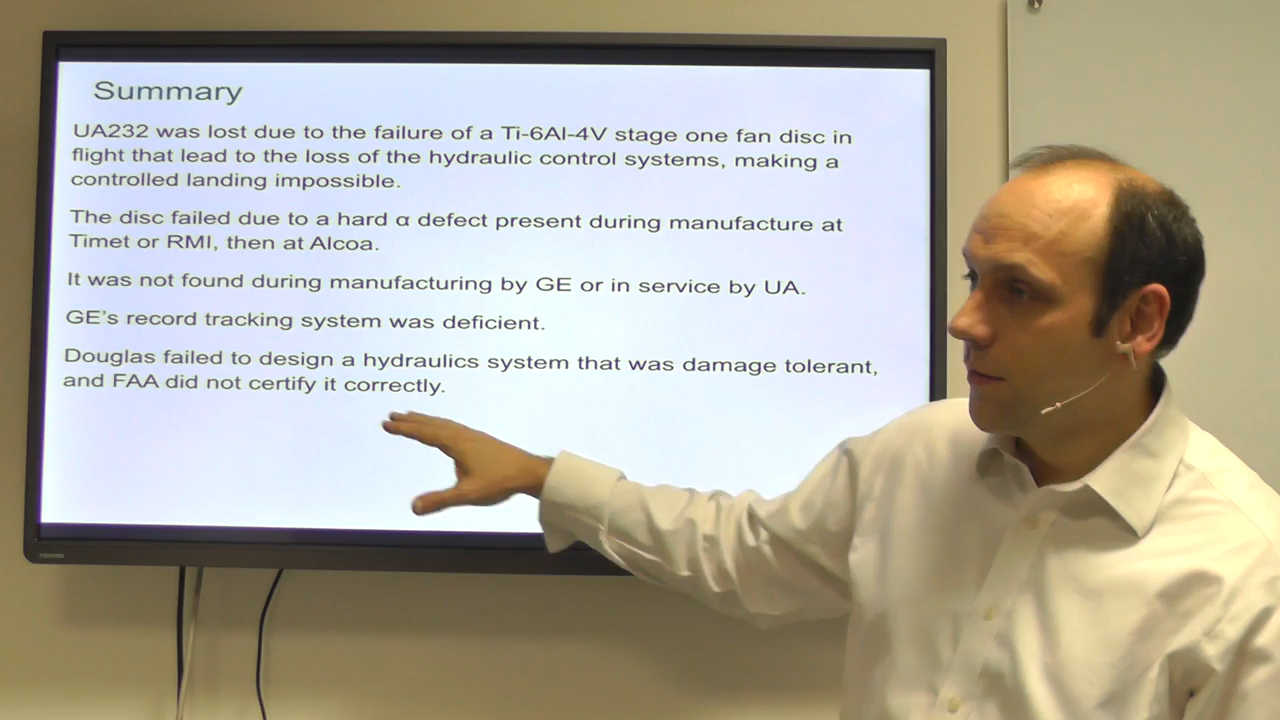 Summary
UA232 was lost due to the failure of a Ti-6Al-4V stage one fan disc in
flight that lead to the loss of the hydraulic control systems, making a
controlled landing impossible.
The disc failed due to a hard α defect present during manufacture at
Timet or RMI, then at Alcoa.
It was not found during manufacturing by GE or in service by UA.
GE's record tracking system was deficient.
Douglas failed to design a hydraulics system that was damage tolerant,
and FAA did not certify it correctly.
TOSHIBA